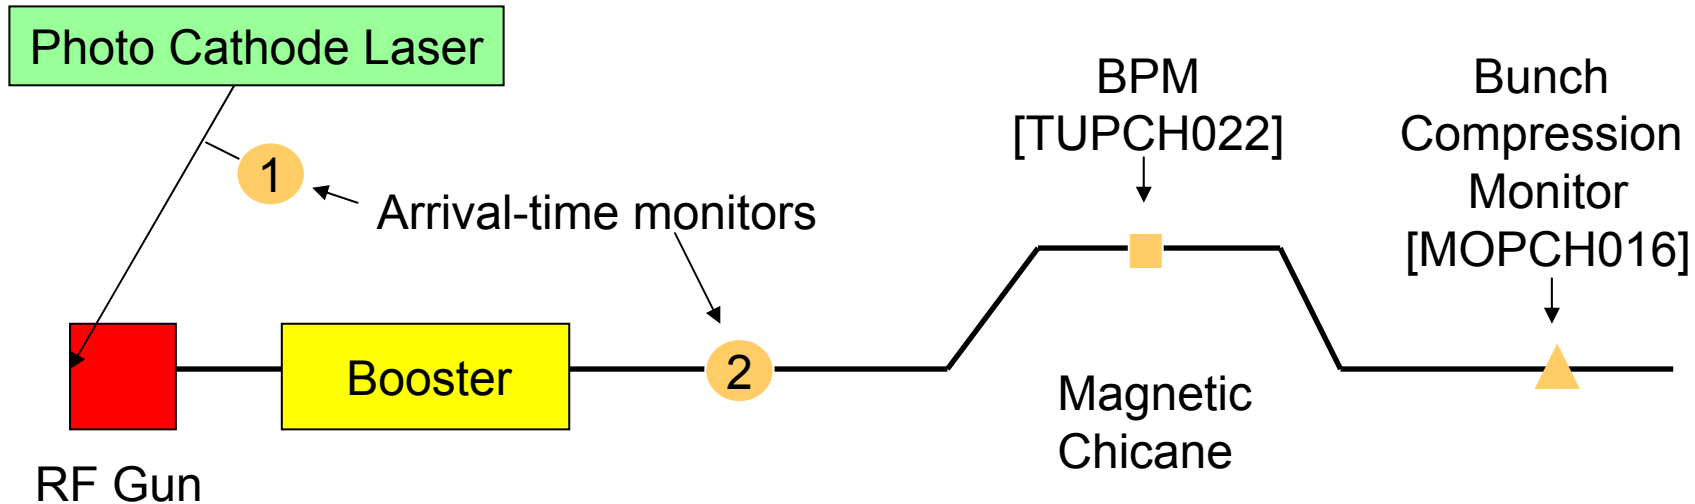 Photo Cathode Laser
1
Arrival-time monitors
BPM
[TUPCH022]
Bunch
Compression
Monitor
[MOPCH016]
Booster
2
Magnetic
Chicane
RF Gun